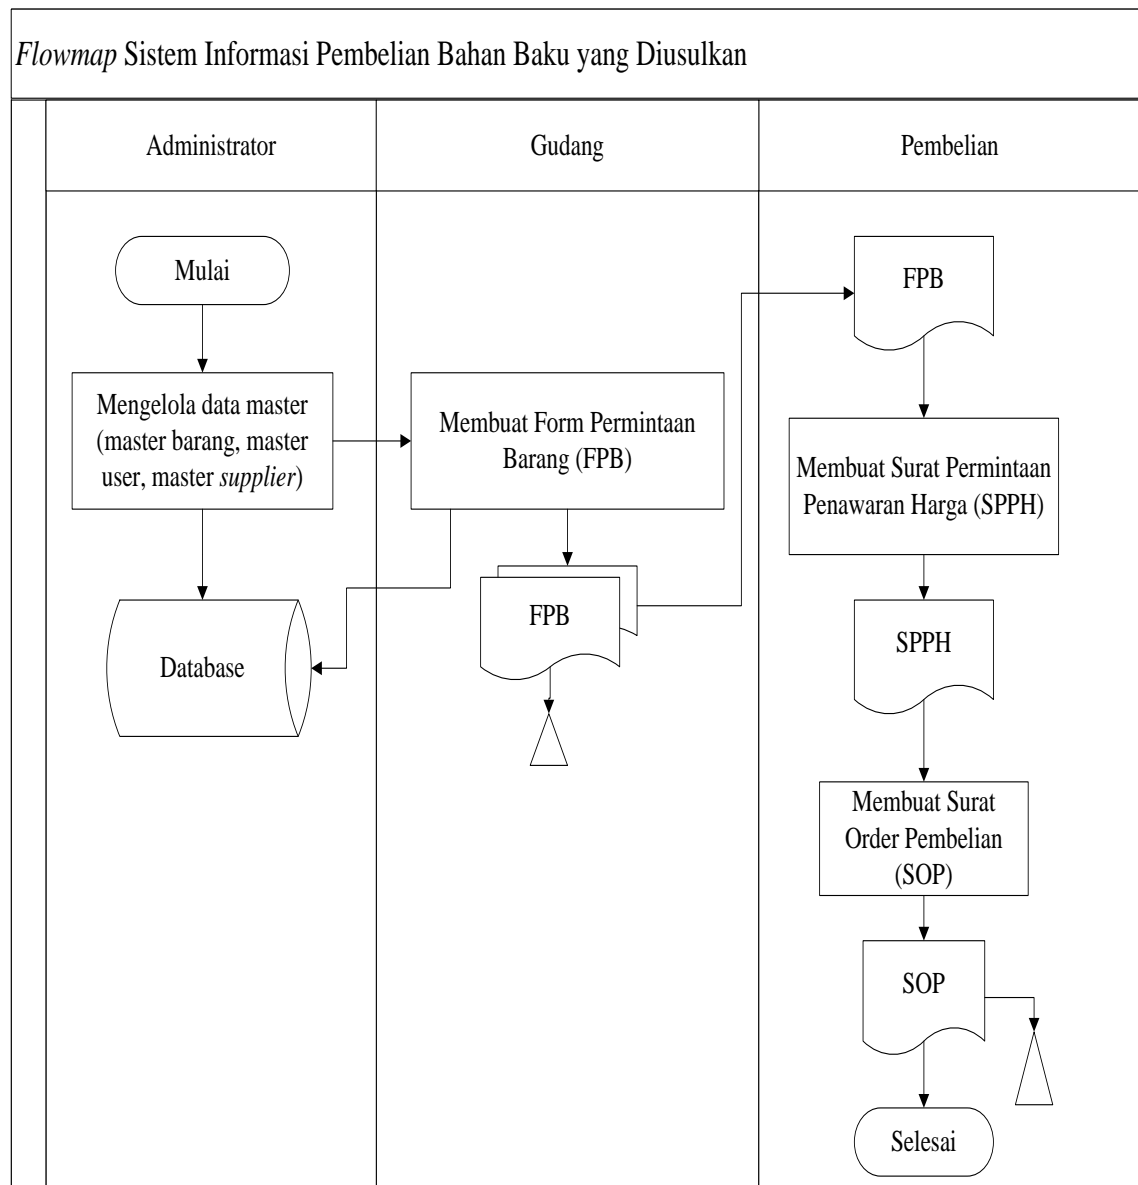 Flowmap Sistem Informasi Pembelian Bahan Baku yang Diusulkan
Administrator
Gudang
Pembelian
Mulai
Mengelola data master
(master barang, master
user, master supplier)
Database
Membuat Form Permintaan
Barang (FPB)
FPB
FPB
Membuat Surat Permintaan
Penawaran Harga (SPPH)
SPPH
Membuat Surat
Order Pembelian
(SOP)
SOP
Selesai